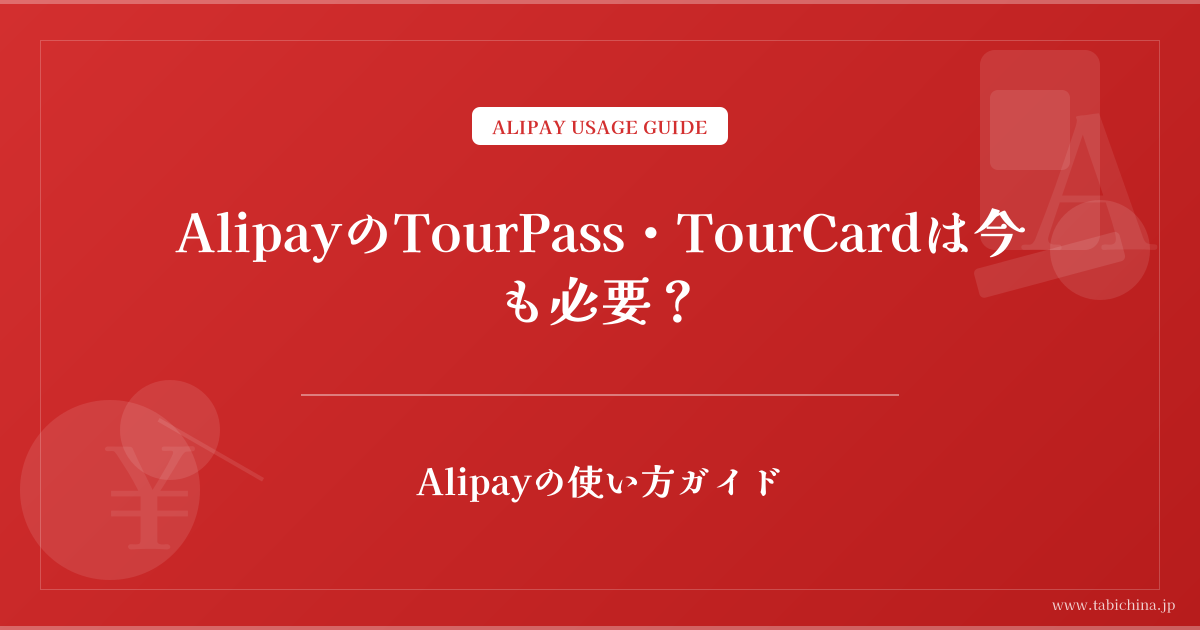 ALIPAY USAGE GUIDE
AlipayのTourPass・TourCardは今
も必要？
Alipayの使い方ガイド
A
¥
www.tabichina.jp